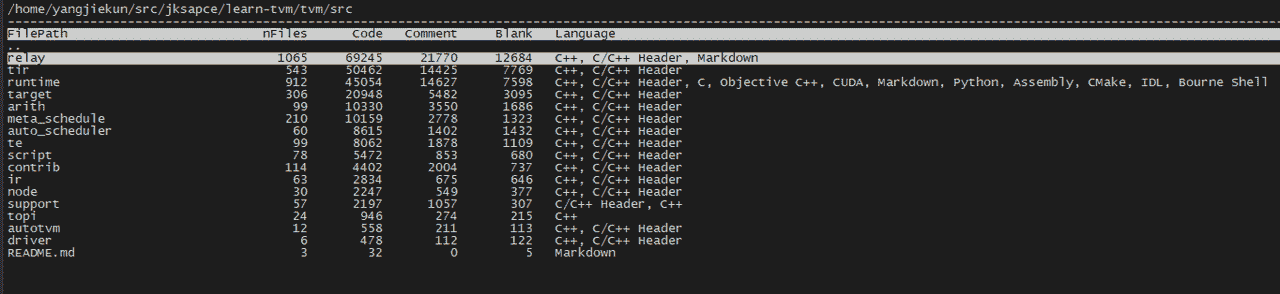 /home/yangjiekun/src/jksapce/learn-tvm/tvm/src
FilePath nFiles Code Comment Blank Language
..
relay 1065 69245 21770 12684 C++, C/C++ Header, Markdown
tir 543 50462 14425 7769 C++, C/C++ Header
runtime 912 45054 14627 7598 C++, C/C++ Header, C, Objective C++, CUDA, Markdown, Python, Assembly, CMake, IDL, Bourne Shell
target 306 20948 5482 3095 C++, C/C++ Header
arith 99 10330 3550 1686 C++, C/C++ Header
meta_schedule 210 10159 2778 1323 C++, C/C++ Header
auto_scheduler 60 8615 1402 1432 C++, C/C++ Header
te 99 8062 1878 1109 C++, C/C++ Header
script 78 5472 853 680 C++, C/C++ Header
contrib 114 4402 2004 737 C++, C/C++ Header
ir 63 2834 675 646 C++, C/C++ Header
node 30 2247 549 377 C++, C/C++ Header
support 57 2197 1057 307 C/C++ Header, C++
topi 24 946 274 215 C++
autotvm 12 558 211 113 C++, C/C++ Header
driver 6 478 112 122 C++, C/C++ Header
README.md 3 32 0 5 Markdown